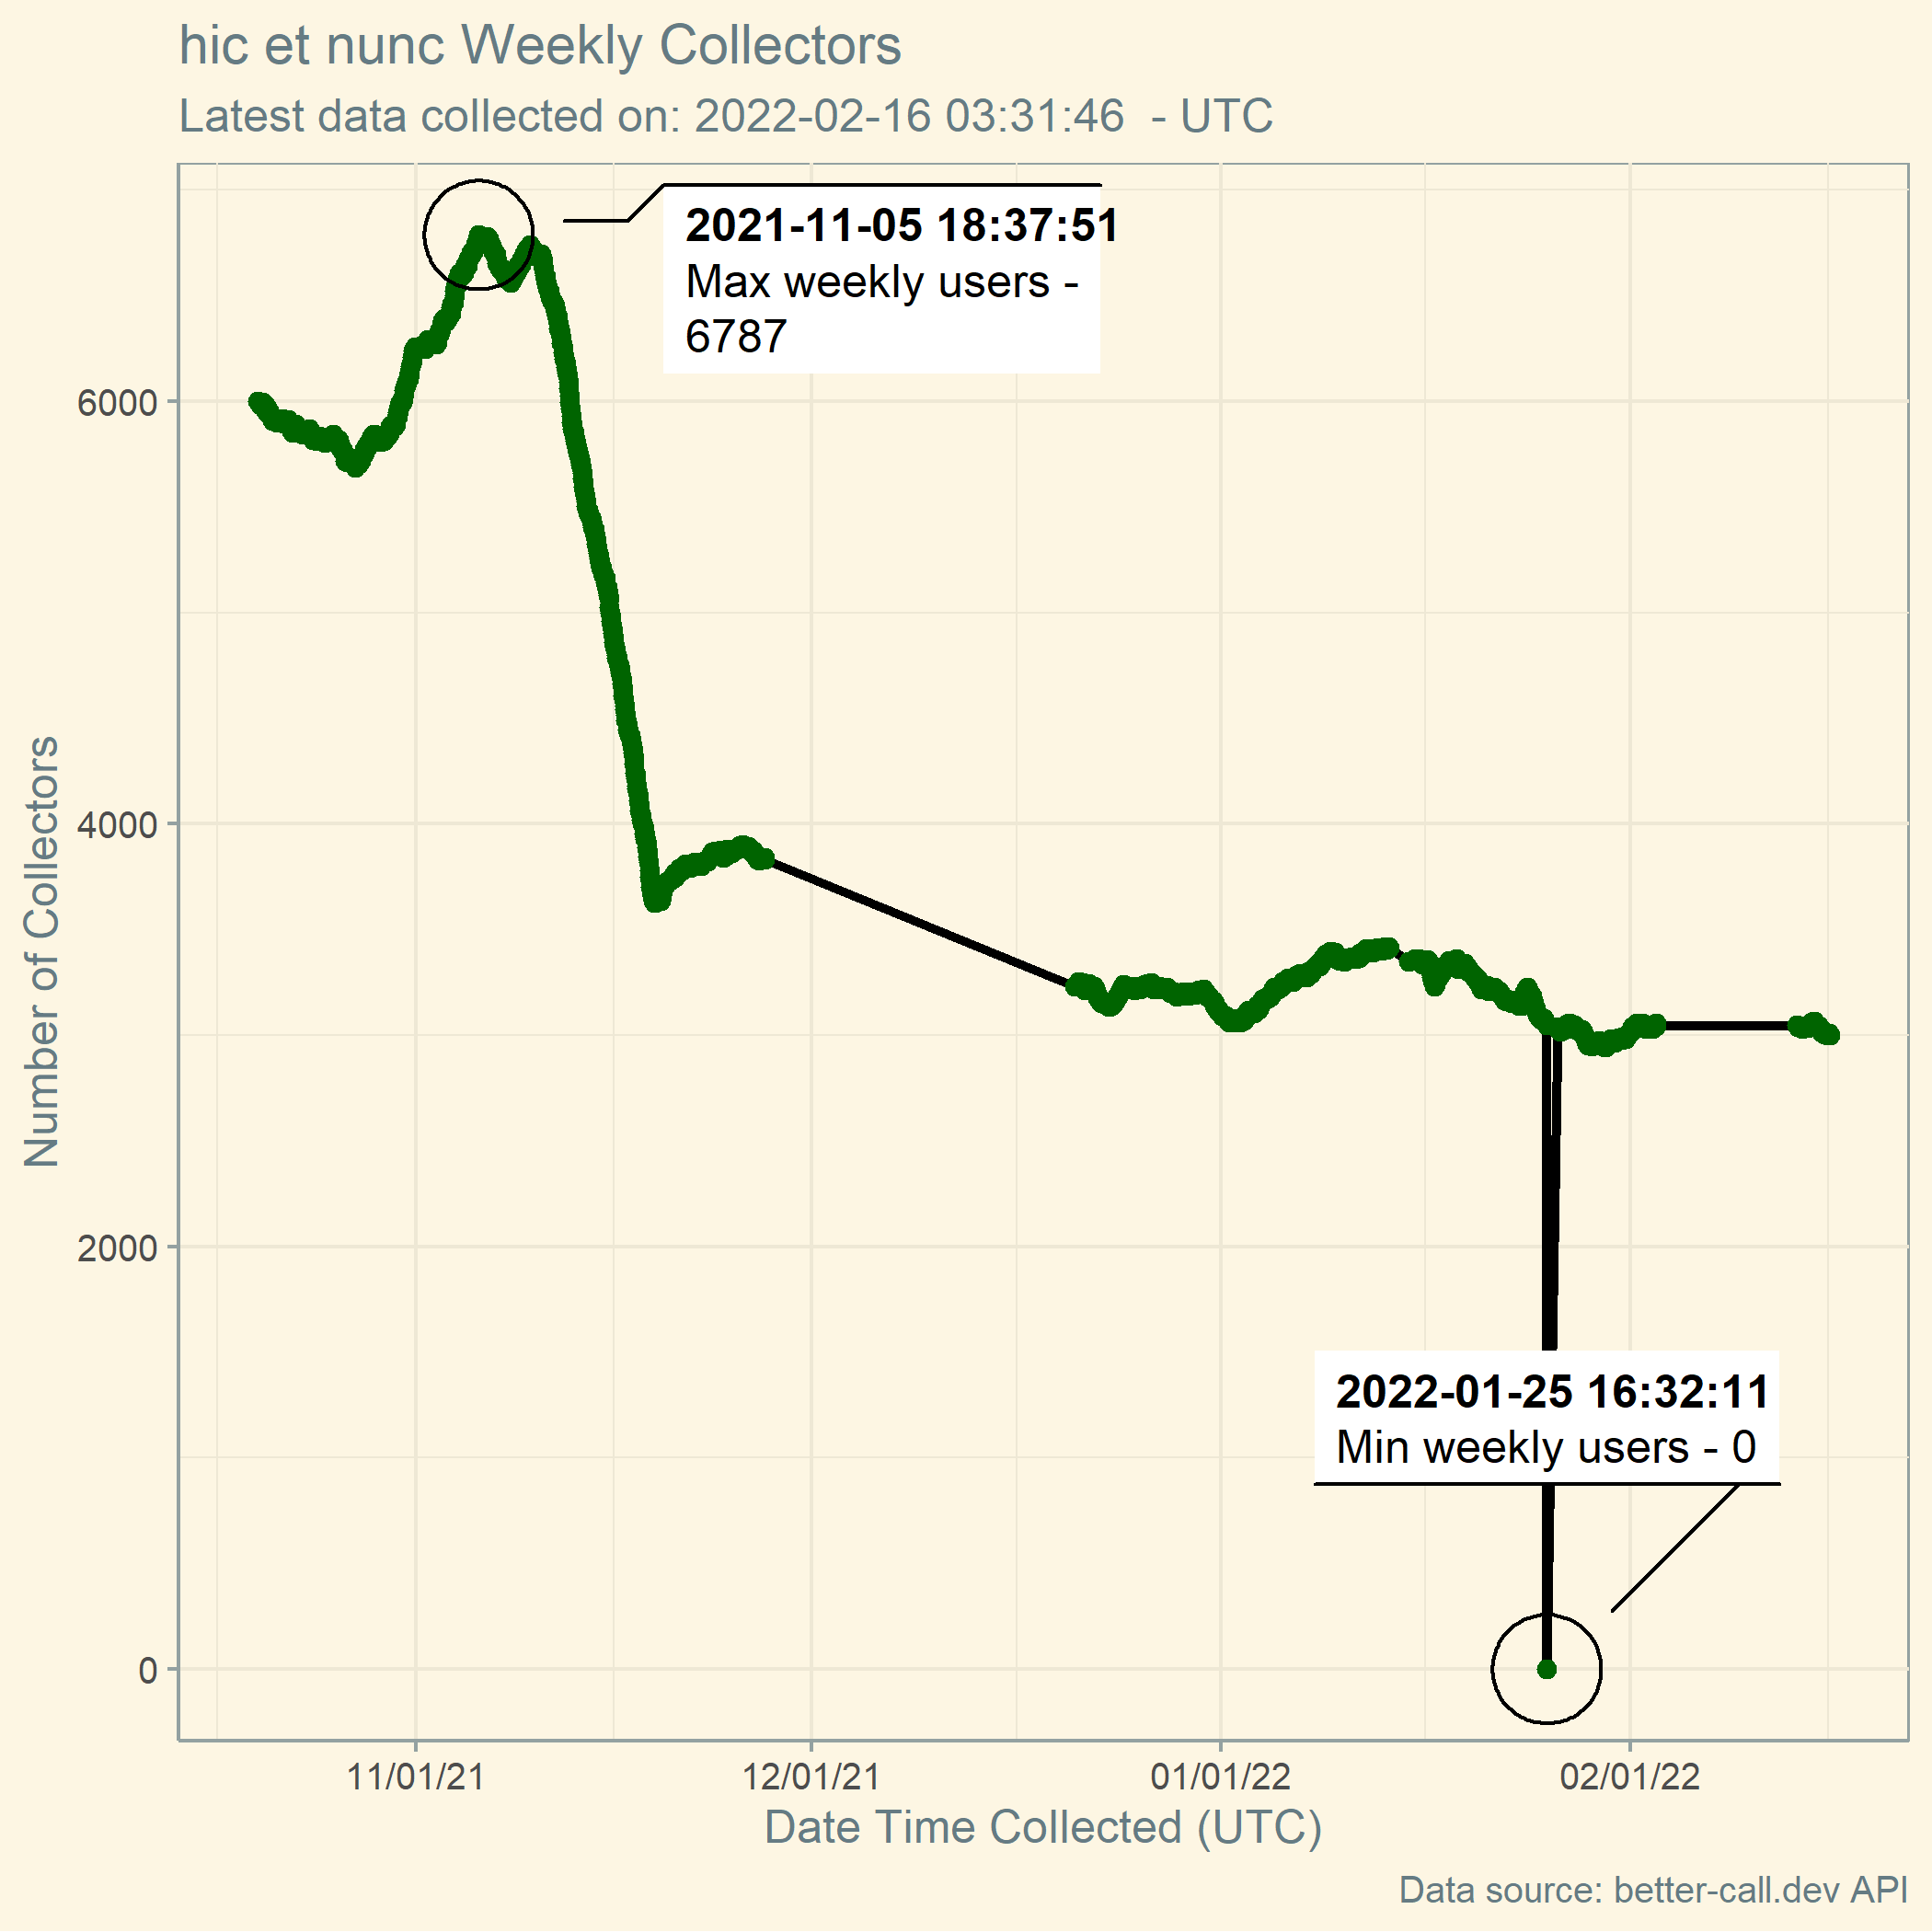 hic et nunc Weekly Collectors
Latest data collected on: 2022-02-16 03:31:46  - UTC
2021-11-05 18:37:51
Max weekly users -
6787
6000
4000
2000
0
Number of Collectors
2022-01-25 16:32:11
Min weekly users - 0
11/01/21
12/01/21
01/01/22
02/01/22
Date Time Collected (UTC)
Data source: better-call.dev API